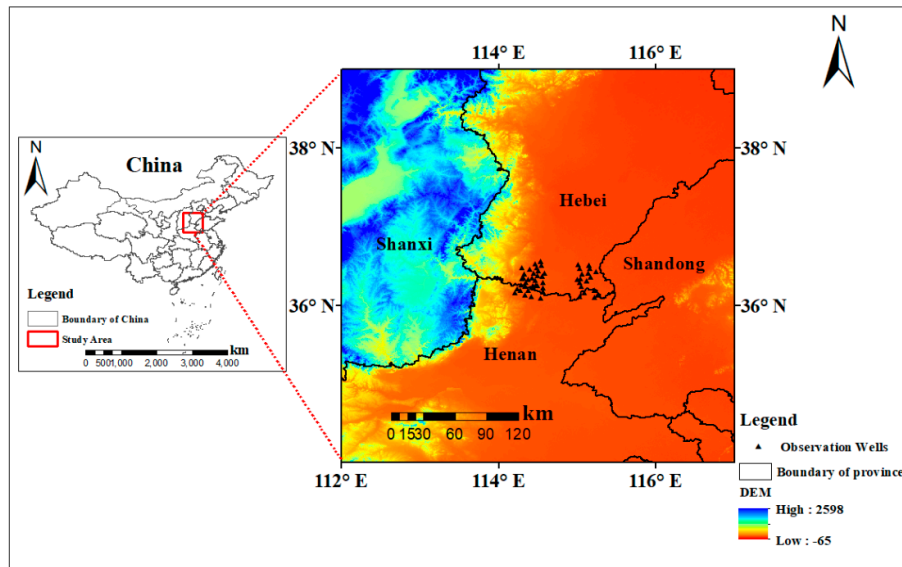 114° E 116° E
N
N
China
38° N
36° N
Hebei
Shanxi
Shandong
Henan
Legend
Boundary of China
Study Area
km
0 5001,000 2,000 3,000 4,000
km
0 1530 60 90 120
112° E 114° E 116° E
Legend
Observation Wells
Boundary of province
DEM
High : 2598
Low : -65